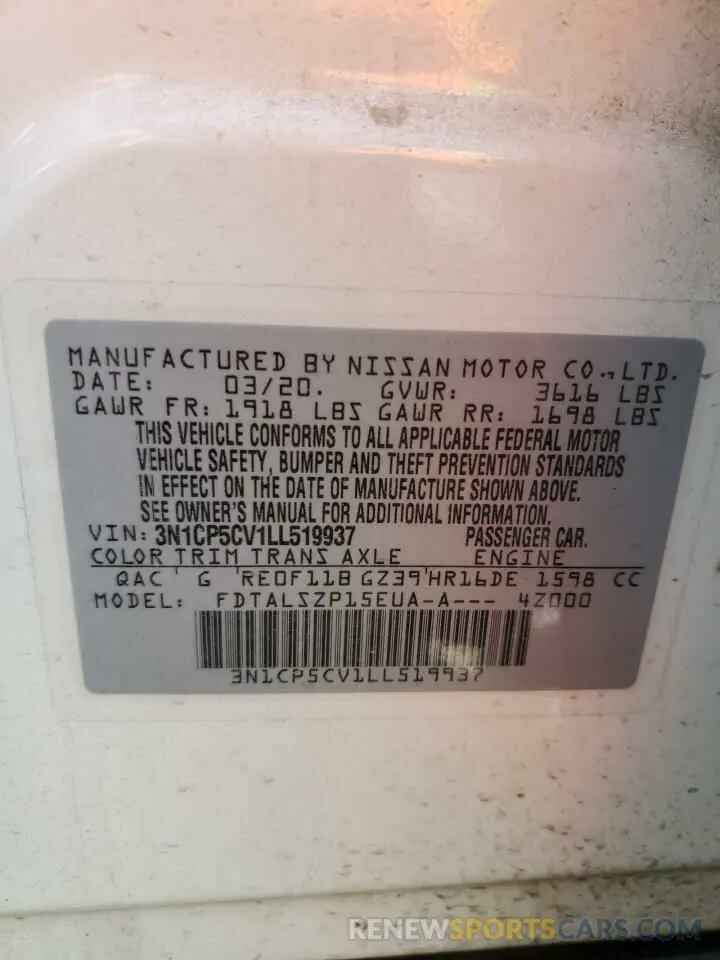 MANUFACTURED BY NISSAN MOTOR CO., LTD.
DATE: 03/20. GVWR: 3616 LBS
GAWR FR: 1918 LBS GAWR RR: 1698 LBS
THIS VEHICLE CONFORMS TO ALL APPLICABLE FEDERAL MOTOR
VEHICLE SAFETY, BUMPER AND THEFT PREVENTION STANDARDS
IN EFFECT ON THE DATE OF MANUFACTURE SHOWN ABOVE.
SEE OWNER'S MANUAL FOR ADDITIONAL INFORMATION.
VIN: 3N1CP5CV1LL519937 PASSENGER CAR.
COLOR TRIM TRANS AXLE ENGINE
QAC ' G 'RE0F11B GZ39'HR16DE 1598 CC
MODEL: FDTALSZP15EUA-A--- 4Z000
3N1CP5CV1LL519937
RENEWSPORTSCARS.COM